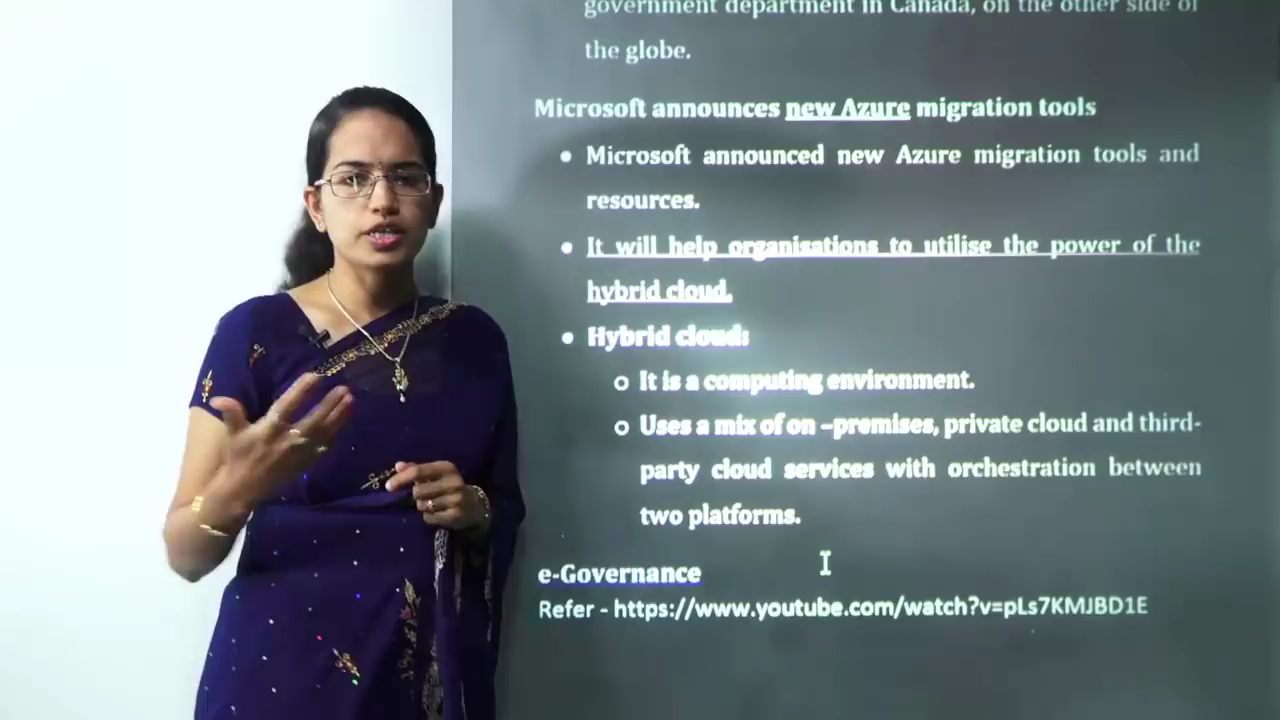 government department in Canada, on the other side of
the globe.
Microsoft announces new Azure migration tools
• Microsoft announced new Azure migration tools and
resources.
• It will help organisations to utilise the power of the
hybrid cloud.
• Hybrid cloud:
o It is a computing environment.
o Uses a mix of on –premises, private cloud and third-
party cloud services with orchestration between
two platforms.
e-Governance
Refer - https://www.youtube.com/watch?v=pLs7KMJBD1E